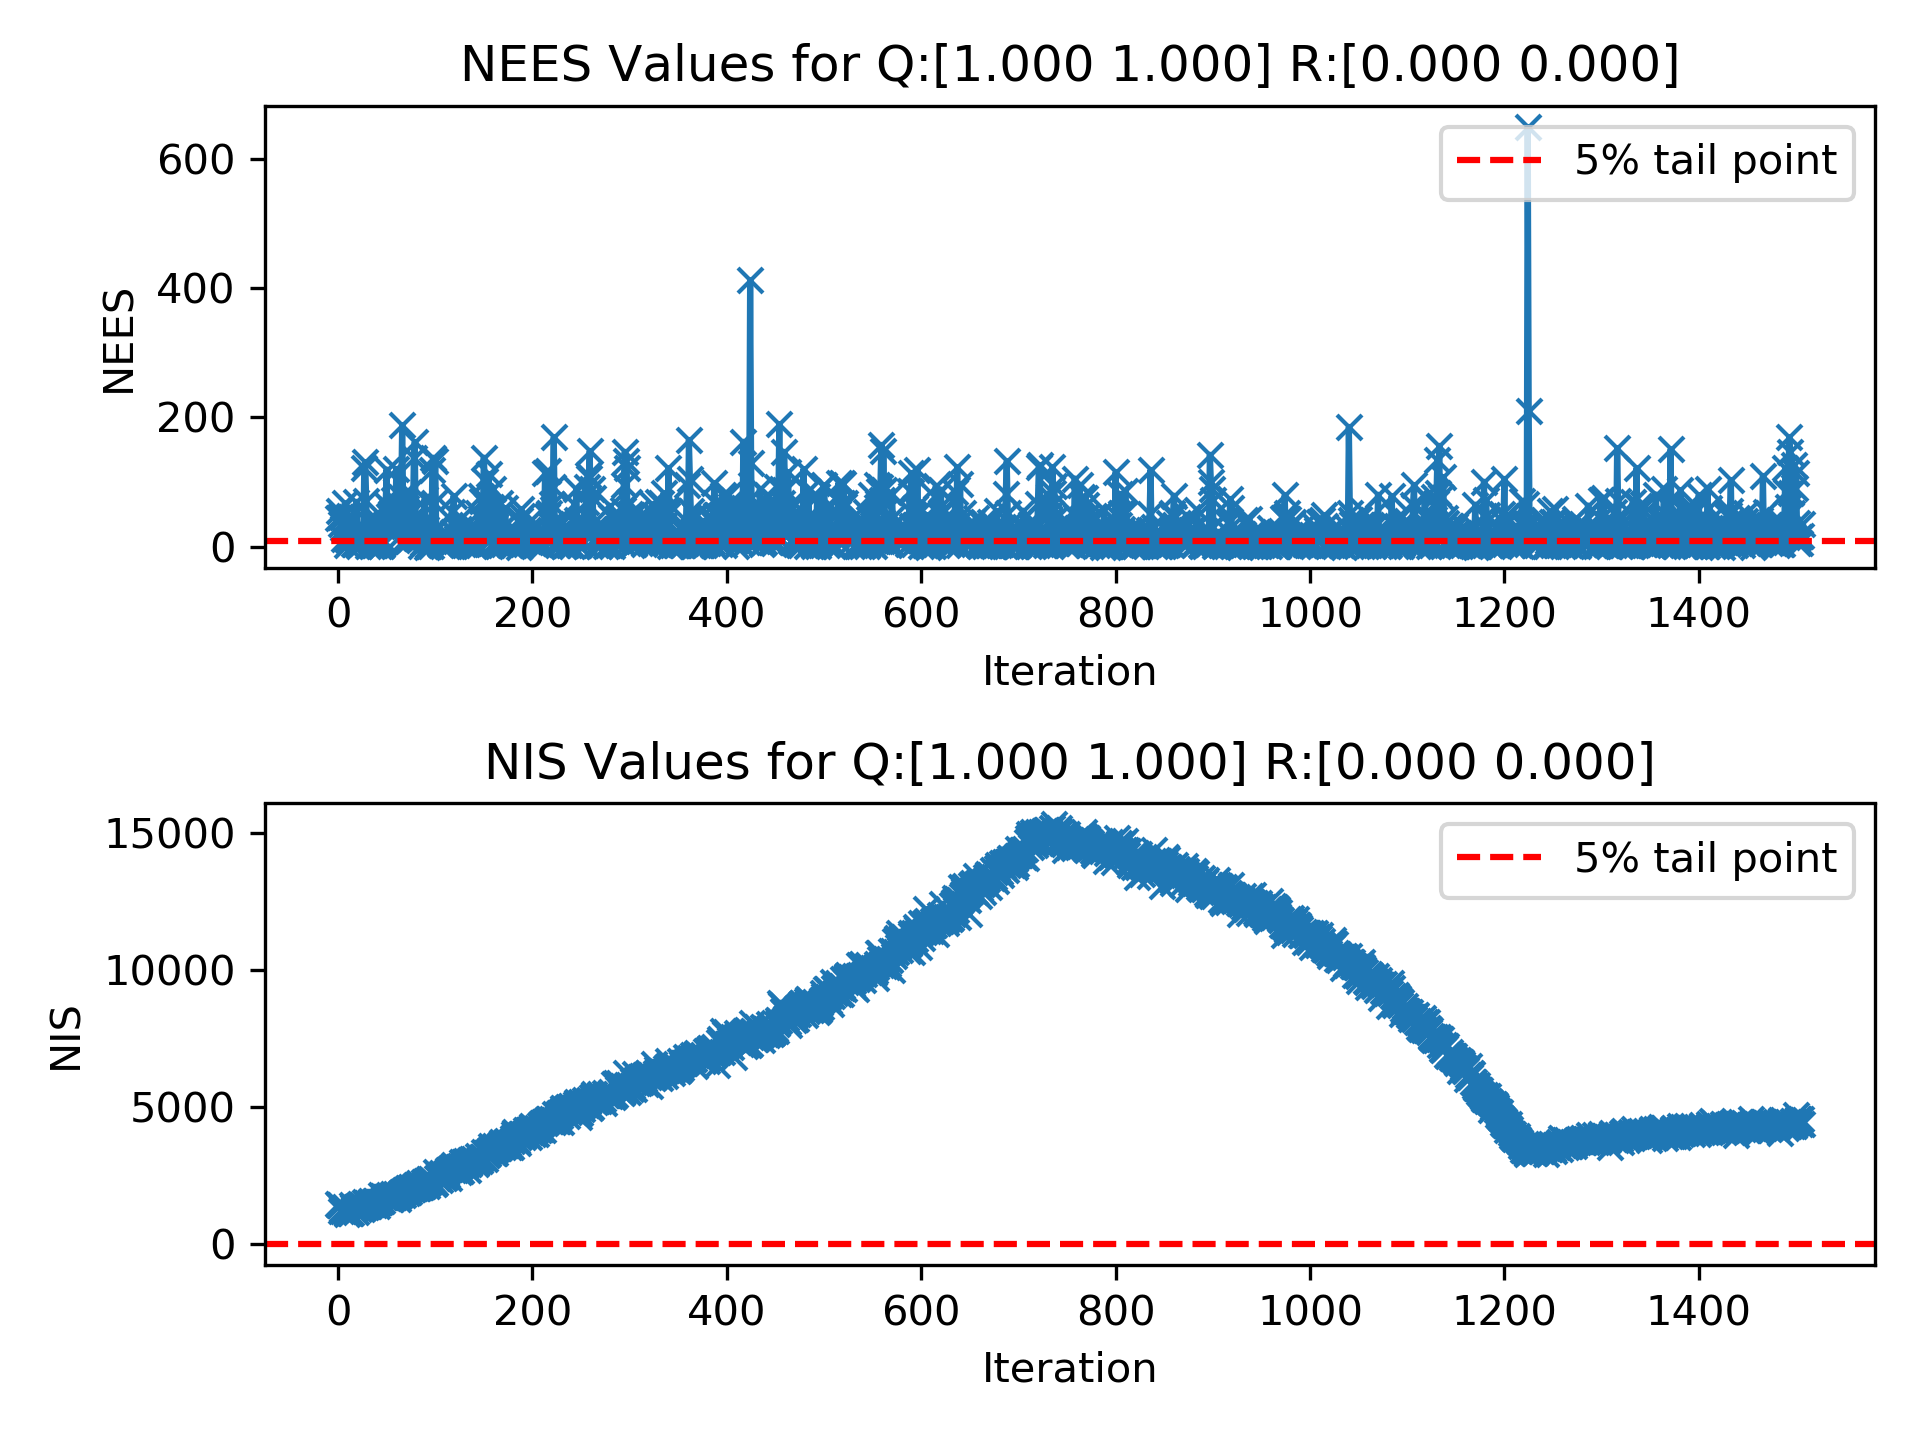 NEES Values for Q:[1.000 1.000] R:[0.000 0.000]
5% tail point
NEES
600
400
200
0
0 200 400 600 800 1000 1200 1400
Iteration
NIS Values for Q:[1.000 1.000] R:[0.000 0.000]
5% tail point
NIS
15000
10000
5000
0
0 200 400 600 800 1000 1200 1400
Iteration